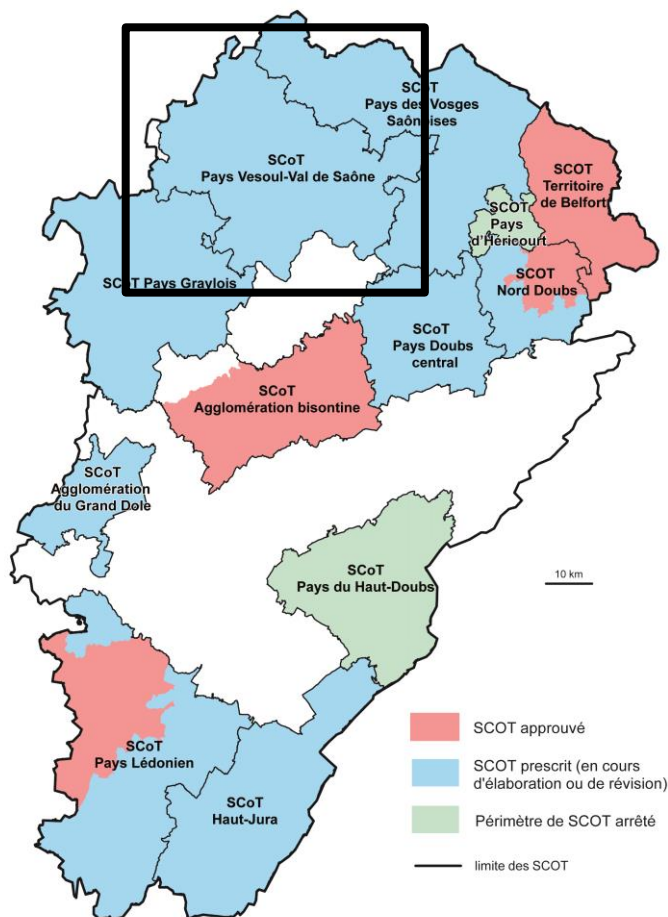 SCoT
Pays des Vosges
Saônoises
SCoT
Pays Vesoul-Val de Saône
SCOT
Territoire
de Belfort
SCOT
Pays
d'Héricourt
SCOT
Nord Doubs
SCoT Pays Graylois
SCoT
Pays Doubs
central
SCoT
Agglomération bisontine
SCoT
Agglomération
du Grand Dole
SCoT
Pays du Haut-Doubs
10 km
SCoT
Pays Lédonien
SCoT
Haut-Jura
SCOT approuvé
SCOT prescrit (en cours
d'élaboration ou de révision)
Périmètre de SCOT arrêté
limite des SCOT